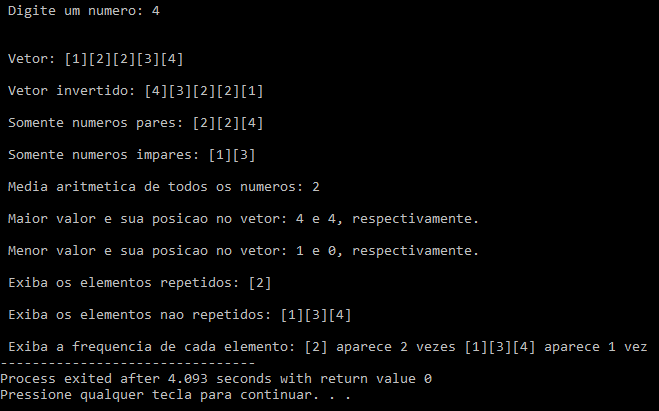 Digite um numero: 4
Vetor: [1][2][2][3][4]
Vetor invertido: [4][3][2][2][1]
Somente numeros pares: [2][2][4]
Somente numeros impares: [1][3]
Media aritmetica de todos os numeros: 2
Maior valor e sua posicao no vetor: 4 e 4, respectivamente.
Menor valor e sua posicao no vetor: 1 e 0, respectivamente.
Exiba os elementos repetidos: [2]
Exiba os elementos nao repetidos: [1][3][4]
Exiba a frequencia de cada elemento: [2] aparece 2 vezes [1][3][4] aparece 1 vez
--------------------------------
Process exited after 4.093 seconds with return value 0
Pressione qualquer tecla para continuar. . .